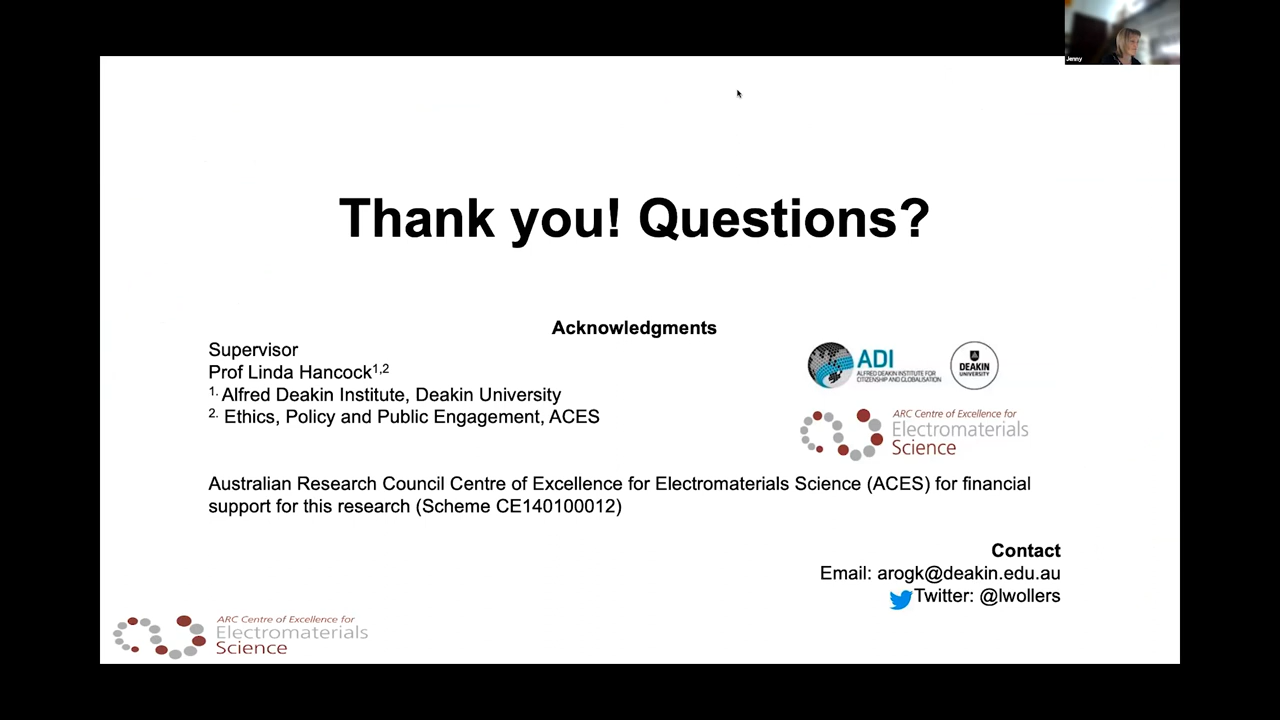 Jenny
Thank you! Questions?
Acknowledgments
Supervisor
Prof Linda Hancock1,2
1. Alfred Deakin Institute, Deakin University
2. Ethics, Policy and Public Engagement, ACES
ADI
ALFRED DEAKIN INSTITUTE FOR
CITIZENSHIP AND GLOBALISATION
DEAKIN
UNIVERSITY
ARC Centre of Excellence for
Electromaterials
Science
Australian Research Council Centre of Excellence for Electromaterials Science (ACES) for financial
support for this research (Scheme CE140100012)
Contact
Email: arogk@deakin.edu.au
Twitter: @lwollers
ARC Centre of Excellence for
Electromaterials
Science